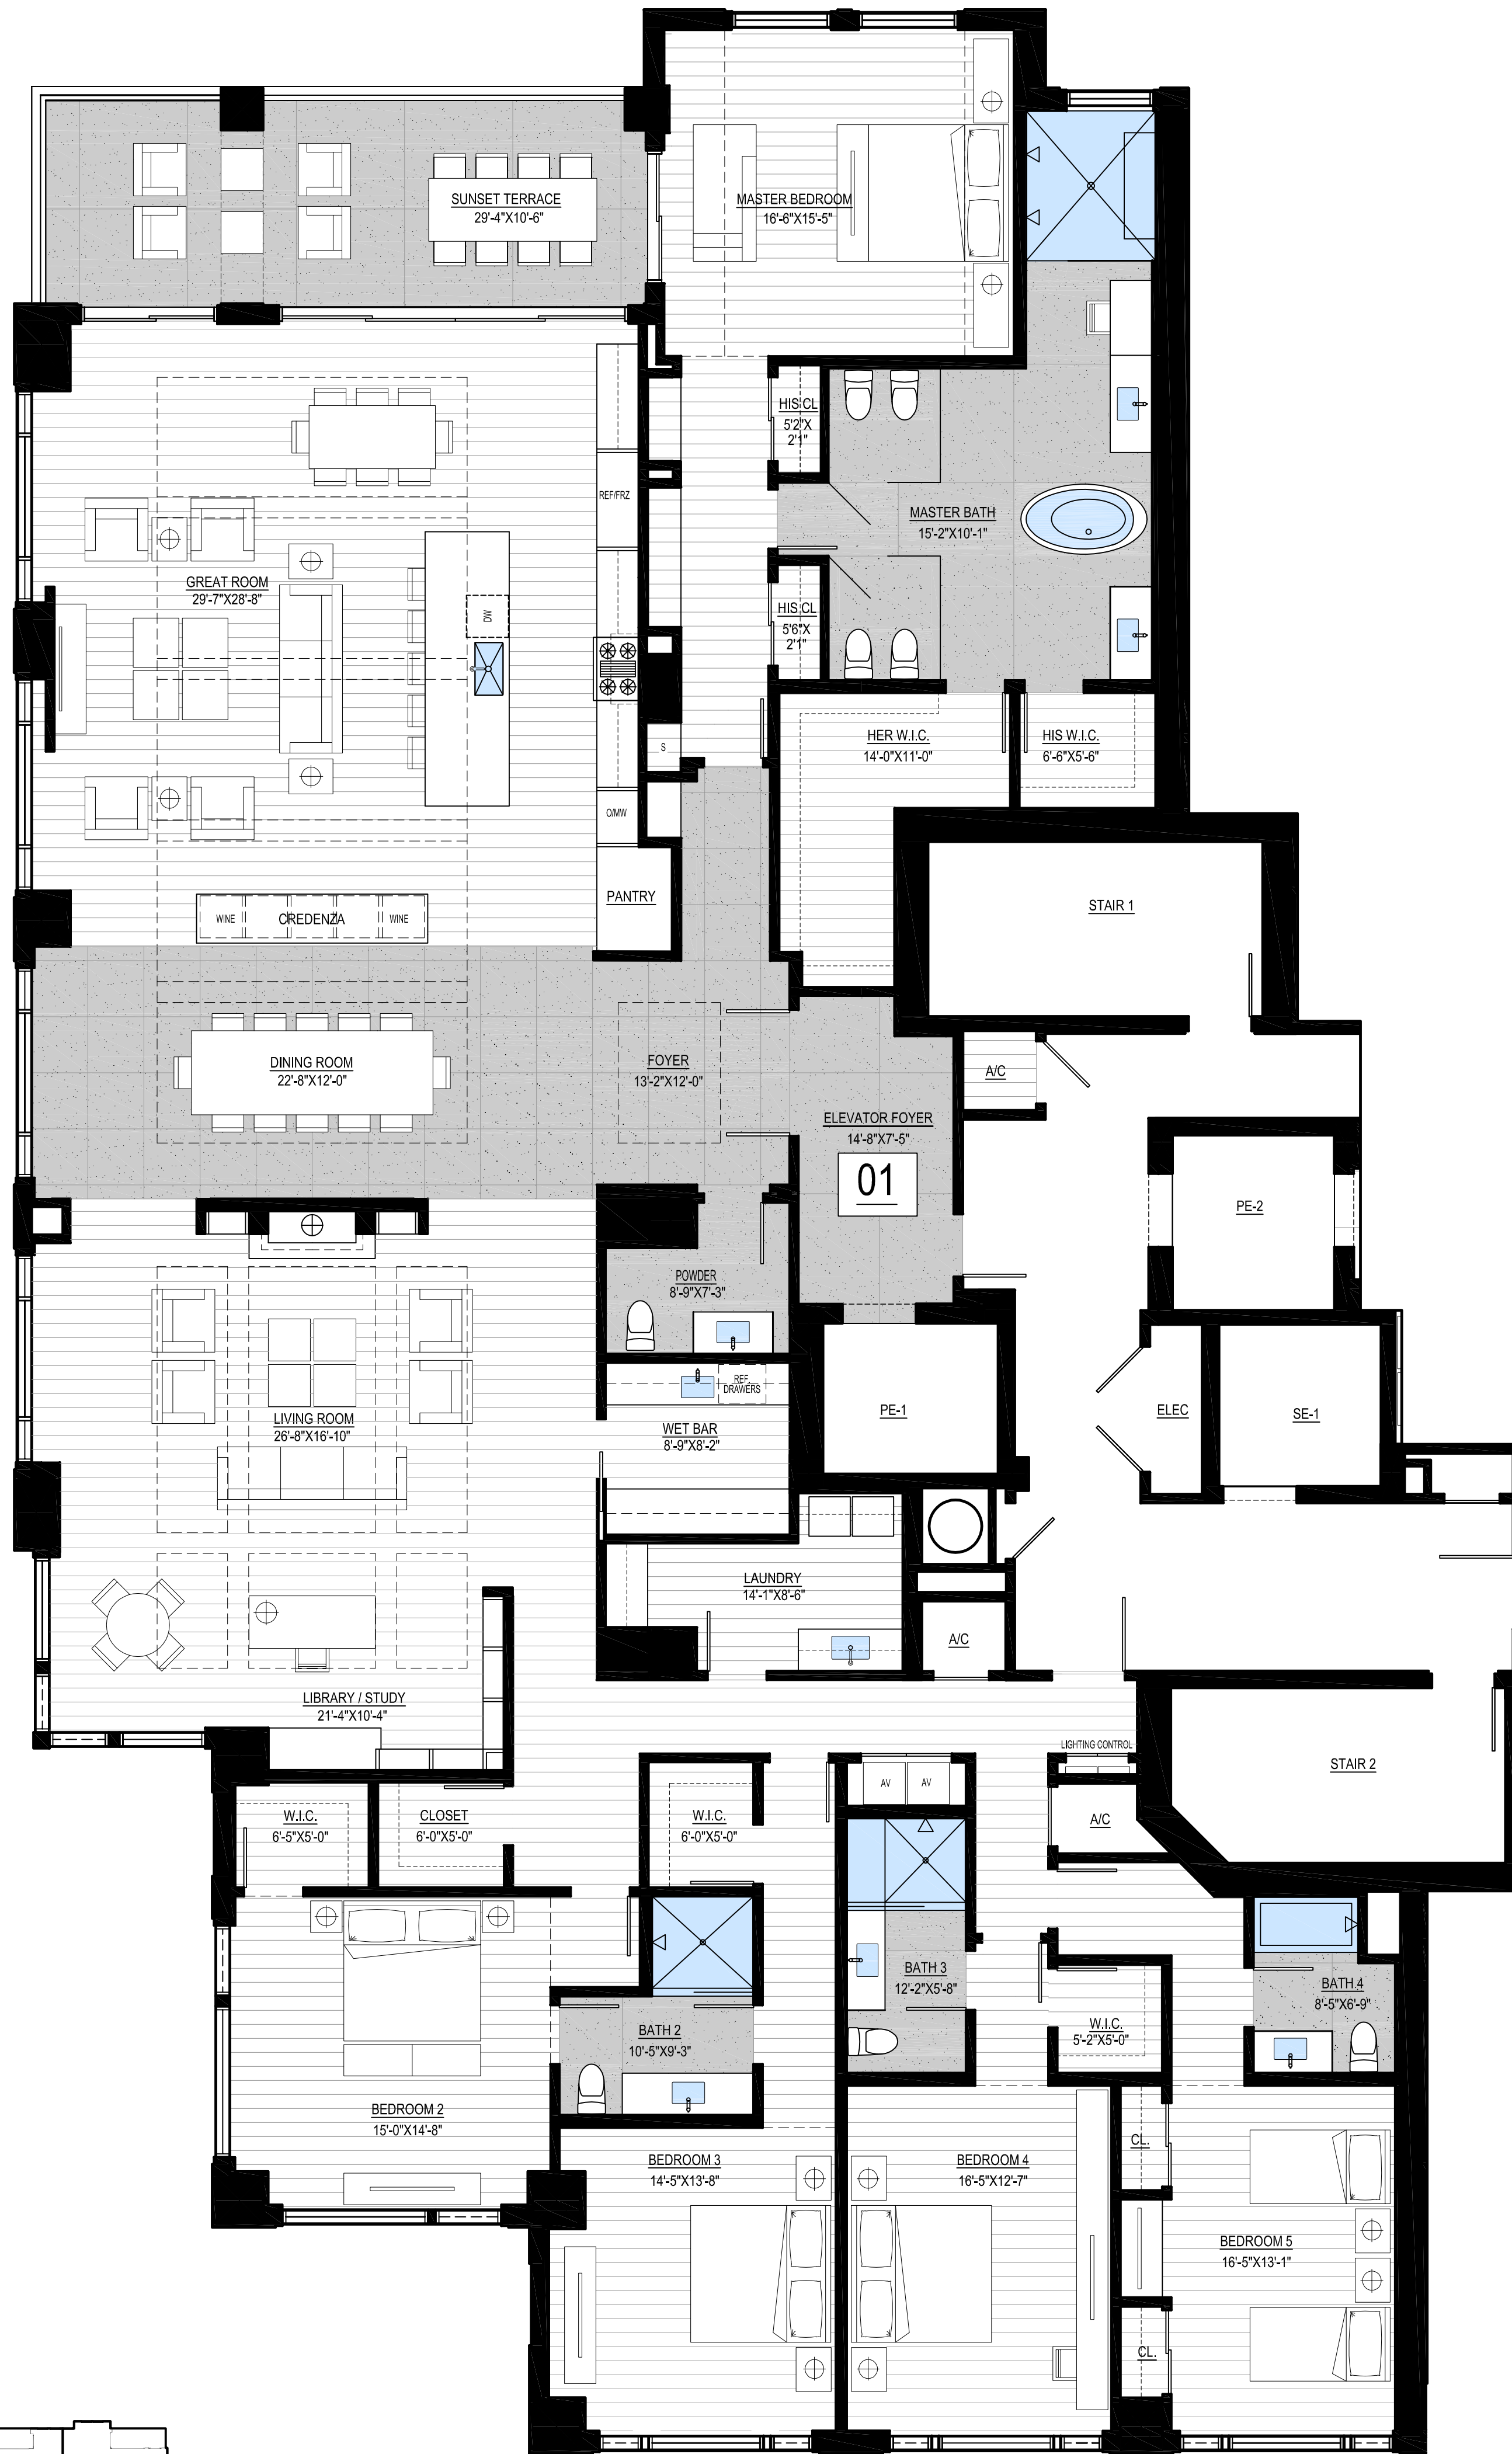 SUNSET TERRACE
29'-4"X10'-6"
MASTER BEDROOM
16'-6"X15'-5"
HIS CL
5'2"X
2'1"
REF/FRZ
MASTER BATH
15'-2"X10'-1"
GREAT ROOM
29'-7"X28'-8"
DW
HIS CL
5'6"X
2'1"
S
HER W.I.C.
14'-0"X11'-0"
HIS W.I.C.
6'-6"X5'-6"
O/MW
PANTRY
WINE
CREDENZA
WINE
STAIR 1
DINING ROOM
22'-8"X12'-0"
FOYER
13'-2"X12'-0"
A/C
ELEVATOR FOYER
14'-8"X7'-5"
01
PE-2
POWDER
8'-9"X7'-3"
REF.
DRAWERS
PE-1
ELEC
SE-1
LIVING ROOM
26'-8"X16'-10"
WET BAR
8'-9"X8'-2"
LAUNDRY
14'-1"X8'-6"
A/C
LIBRARY / STUDY
21'-4"X10'-4"
LIGHTING CONTROL
STAIR 2
AV
AV
W.I.C.
6'-5"X5'-0"
CLOSET
6'-0"X5'-0"
W.I.C.
6'-0"X5'-0"
A/C
BATH 3
12'-2"X5'-8"
BATH 4
8'-5"X6'-9"
BATH 2
10'-5"X9'-3"
W.I.C.
5'-2"X5'-0"
BEDROOM 2
15'-0"X14'-8"
CL.
BEDROOM 3
14'-5"X13'-8"
BEDROOM 4
16'-5"X12'-7"
BEDROOM 5
16'-5"X13'-1"
CL.